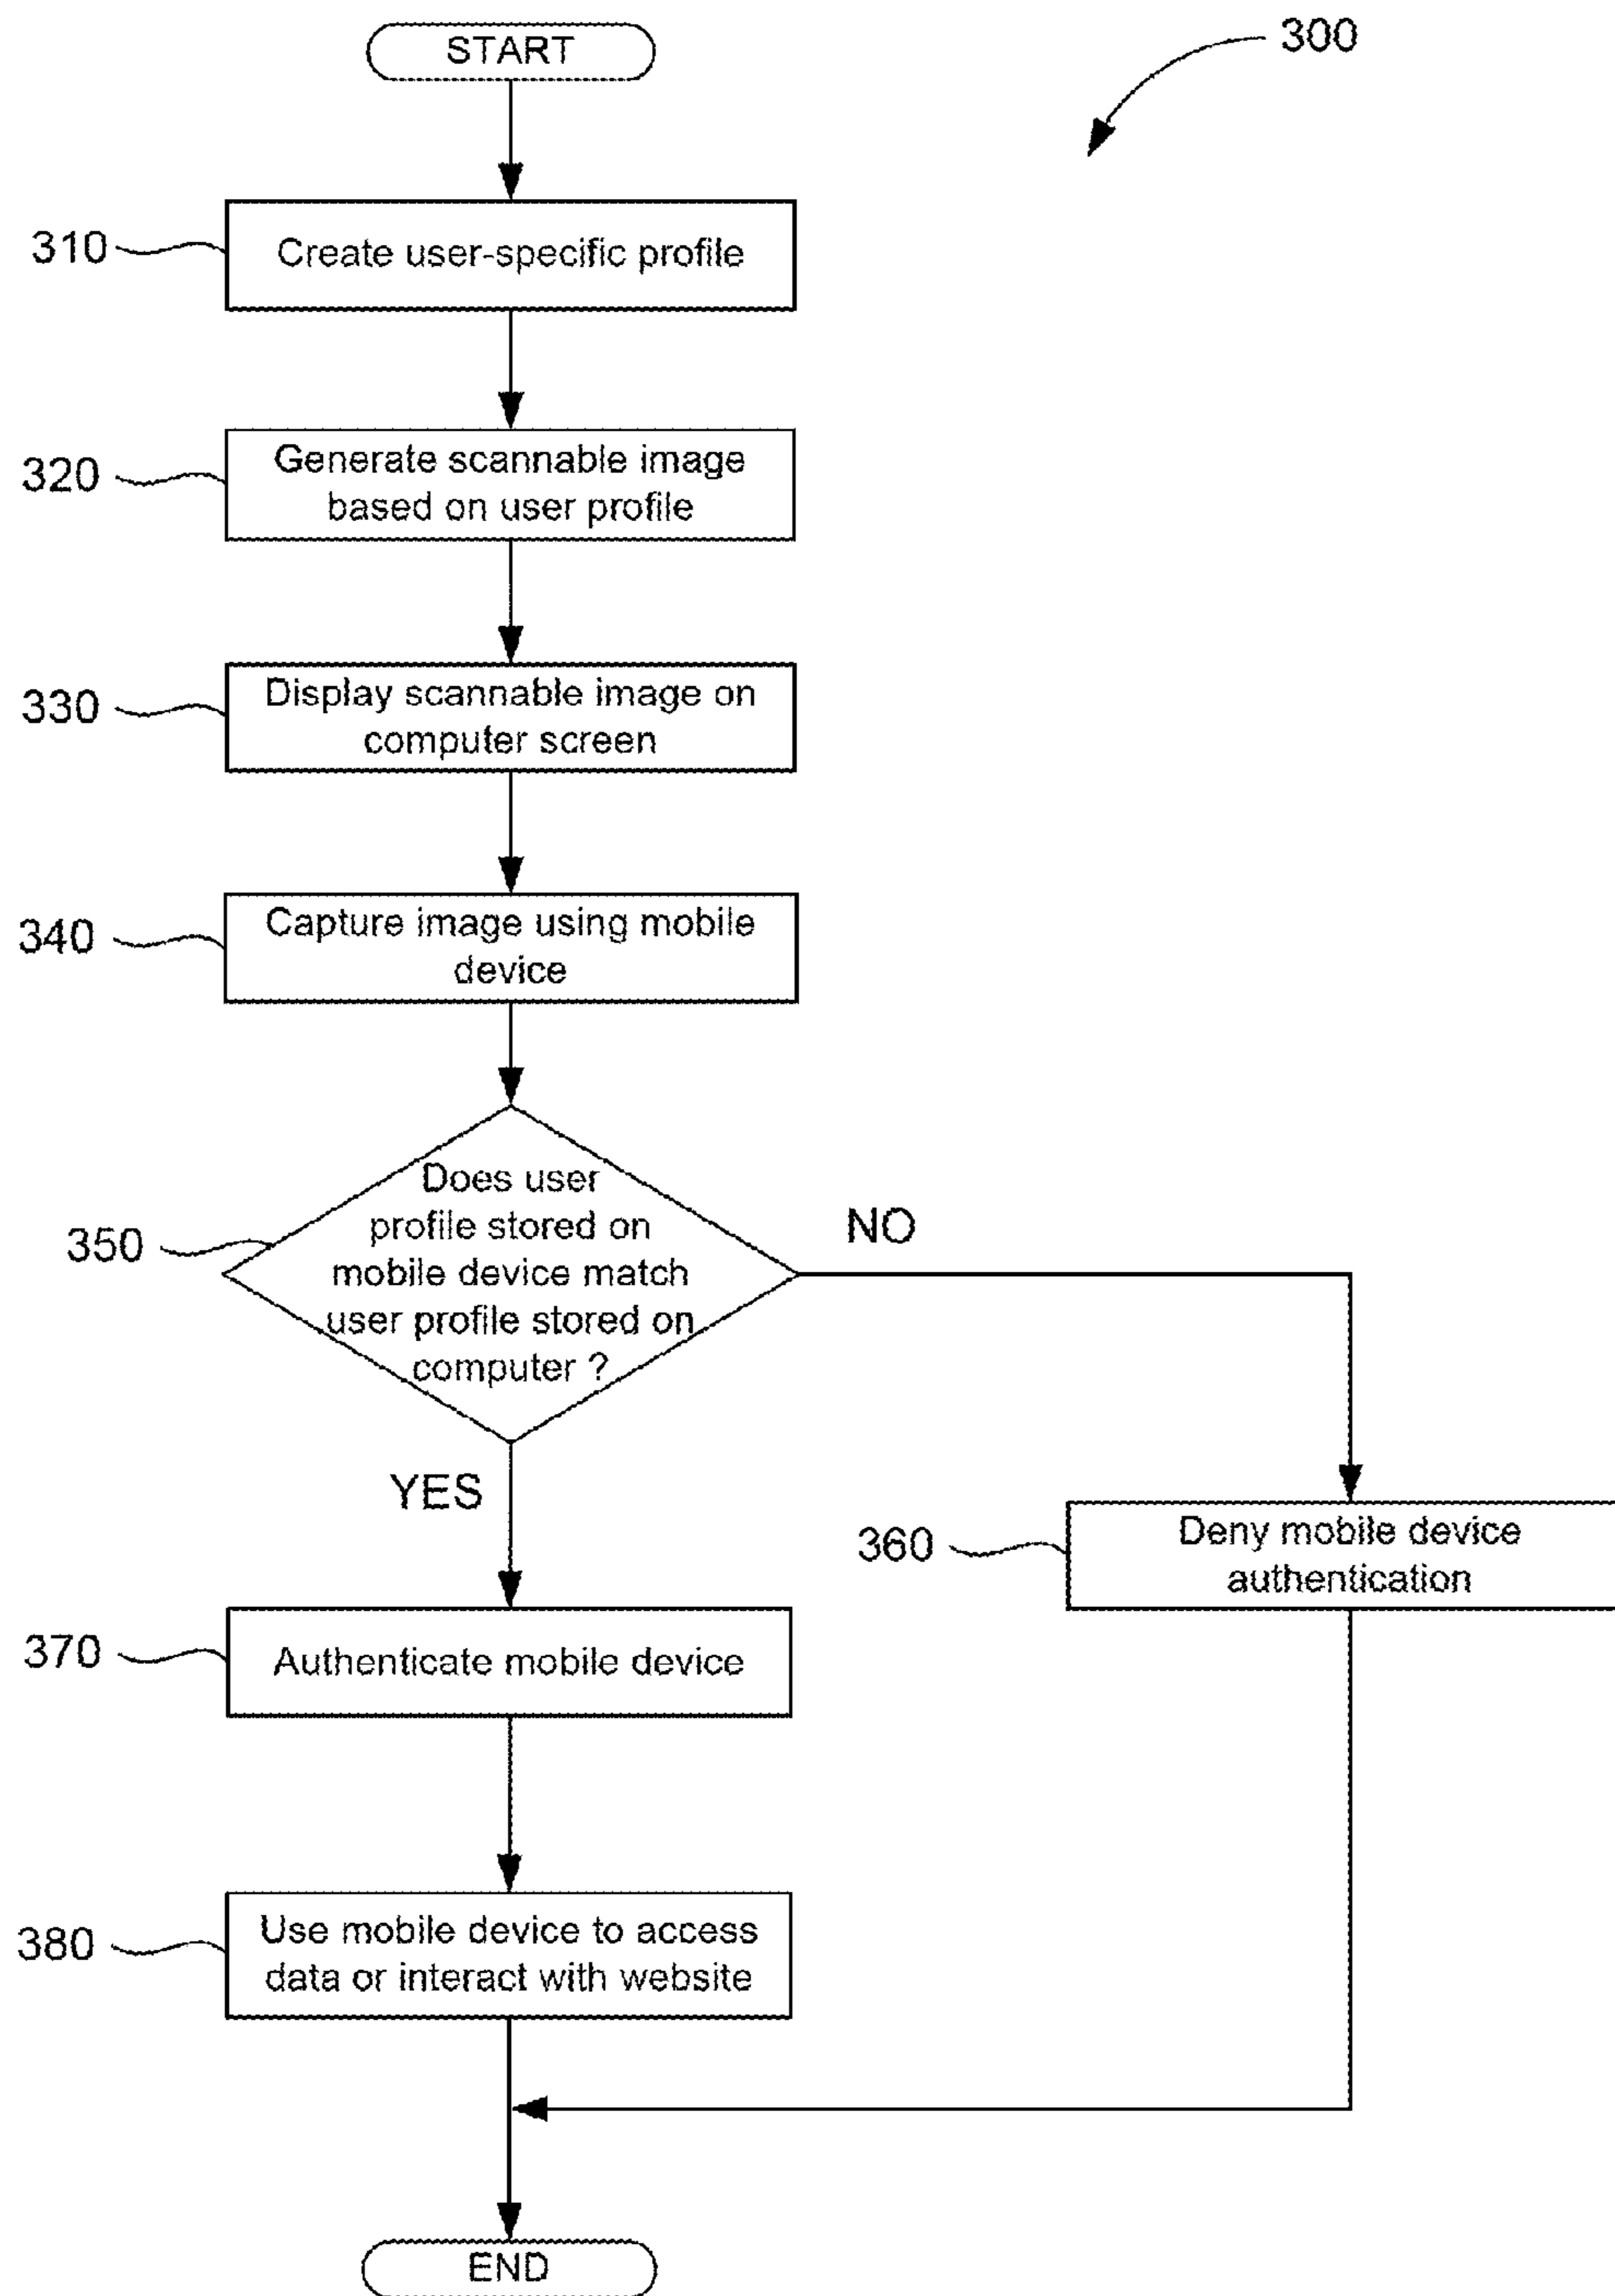 START
300
310
Create user-specific profile
320
Generate scannable image
based on user profile
330
Display scannable image on
computer screen
340
Capture image using mobile
device
350
Does user
profile stored on
mobile device match
user profile stored on
computer ?
NO
YES
360
Deny mobile device
authentication
370
Authenticate mobile device
380
Use mobile device to access
data or interact with website
END